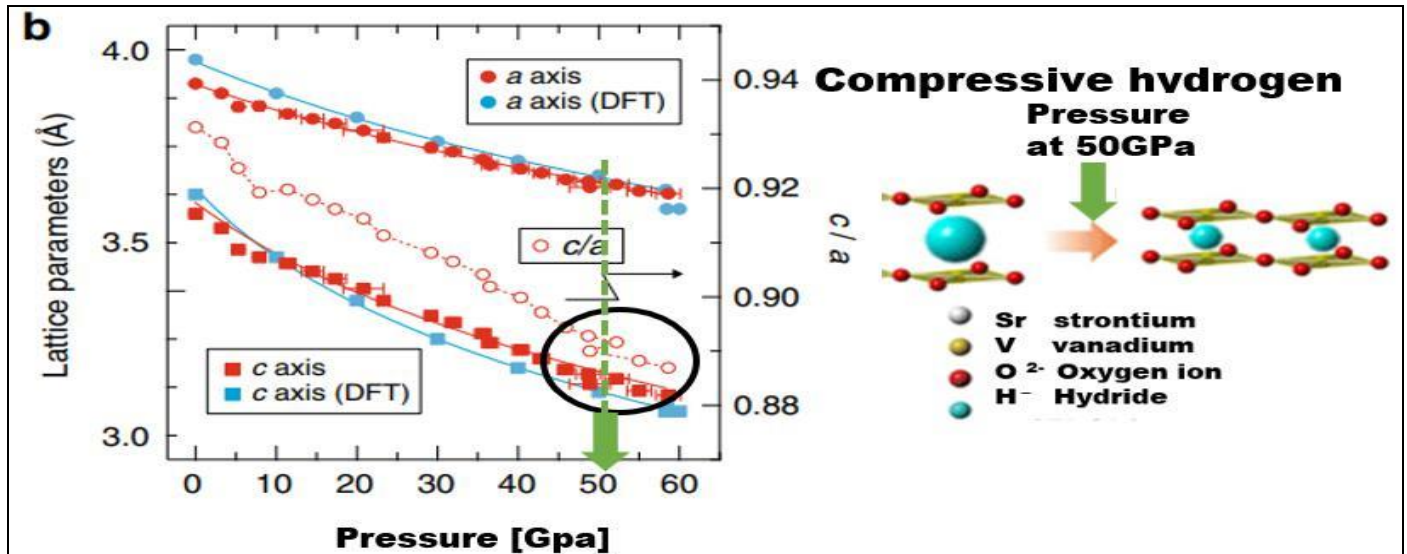 b
4.0
3.5
3.0
Lattice parameters (Å)
a axis
a axis (DFT)
c/a
c axis
c axis (DFT)
0.94
0.92
0.90
0.88
c/a
0 10 20 30 40 50 60
Pressure [Gpa]
Compressive hydrogen
Pressure
at 50GPa
Sr strontium
V vanadium
O 2- Oxygen ion
H− Hydride